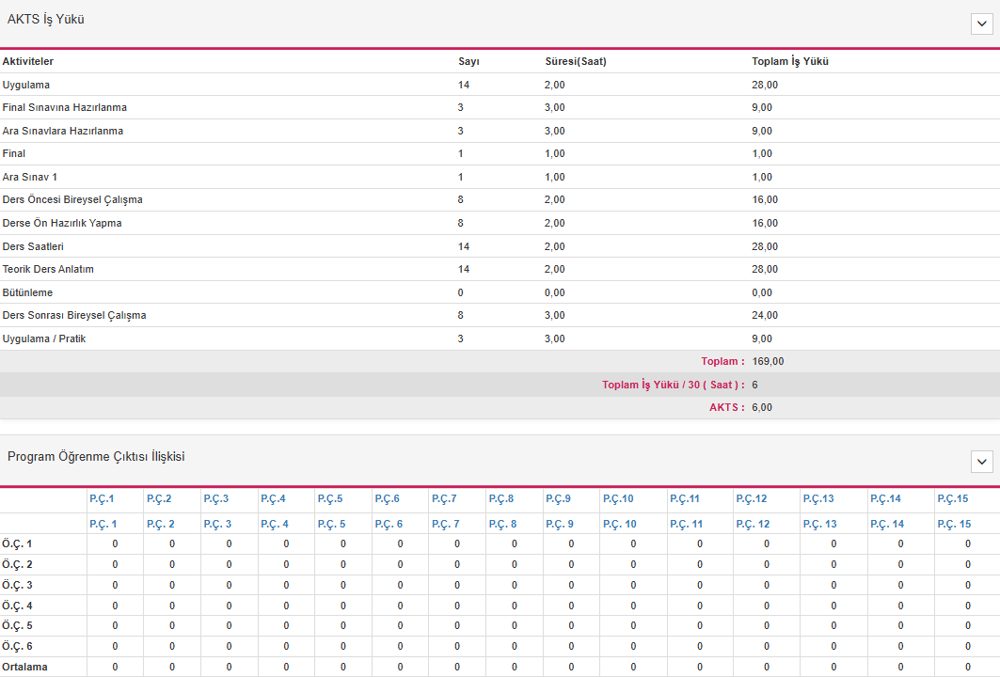 AKTS İş Yükü
Aktiviteler Sayı Süresi(Saat) Toplam İş Yükü
Uygulama 14 2,00 28,00
Final Sınavına Hazırlanma 3 3,00 9,00
Ara Sınavlara Hazırlanma 3 3,00 9,00
Final 1 1,00 1,00
Ara Sınav 1 1 1,00 1,00
Ders Öncesi Bireysel Çalışma 8 2,00 16,00
Derse Ön Hazırlık Yapma 8 2,00 16,00
Ders Saatleri 14 2,00 28,00
Teorik Ders Anlatım 14 2,00 28,00
Bütünleme 0 0,00 0,00
Ders Sonrası Bireysel Çalışma 8 3,00 24,00
Uygulama / Pratik 3 3,00 9,00
Toplam : 169,00
Toplam İş Yükü / 30 ( Saat ) : 6
AKTS : 6,00
Program Öğrenme Çıktısı İlişkisi
P.Ç.1 P.Ç.2 P.Ç.3 P.Ç.4 P.Ç.5 P.Ç.6 P.Ç.7 P.Ç.8 P.Ç.9 P.Ç.10 P.Ç.11 P.Ç.12 P.Ç.13 P.Ç.14 P.Ç.15
P.Ç. 1 P.Ç. 2 P.Ç. 3 P.Ç. 4 P.Ç. 5 P.Ç. 6 P.Ç. 7 P.Ç. 8 P.Ç. 9 P.Ç. 10 P.Ç. 11 P.Ç. 12 P.Ç. 13 P.Ç. 14 P.Ç. 15
Ö.Ç. 1 0 0 0 0 0 0 0 0 0 0 0 0 0 0 0
Ö.Ç. 2 0 0 0 0 0 0 0 0 0 0 0 0 0 0 0
Ö.Ç. 3 0 0 0 0 0 0 0 0 0 0 0 0 0 0 0
Ö.Ç. 4 0 0 0 0 0 0 0 0 0 0 0 0 0 0 0
Ö.Ç. 5 0 0 0 0 0 0 0 0 0 0 0 0 0 0 0
Ö.Ç. 6 0 0 0 0 0 0 0 0 0 0 0 0 0 0 0
Ortalama 0 0 0 0 0 0 0 0 0 0 0 0 0 0 0